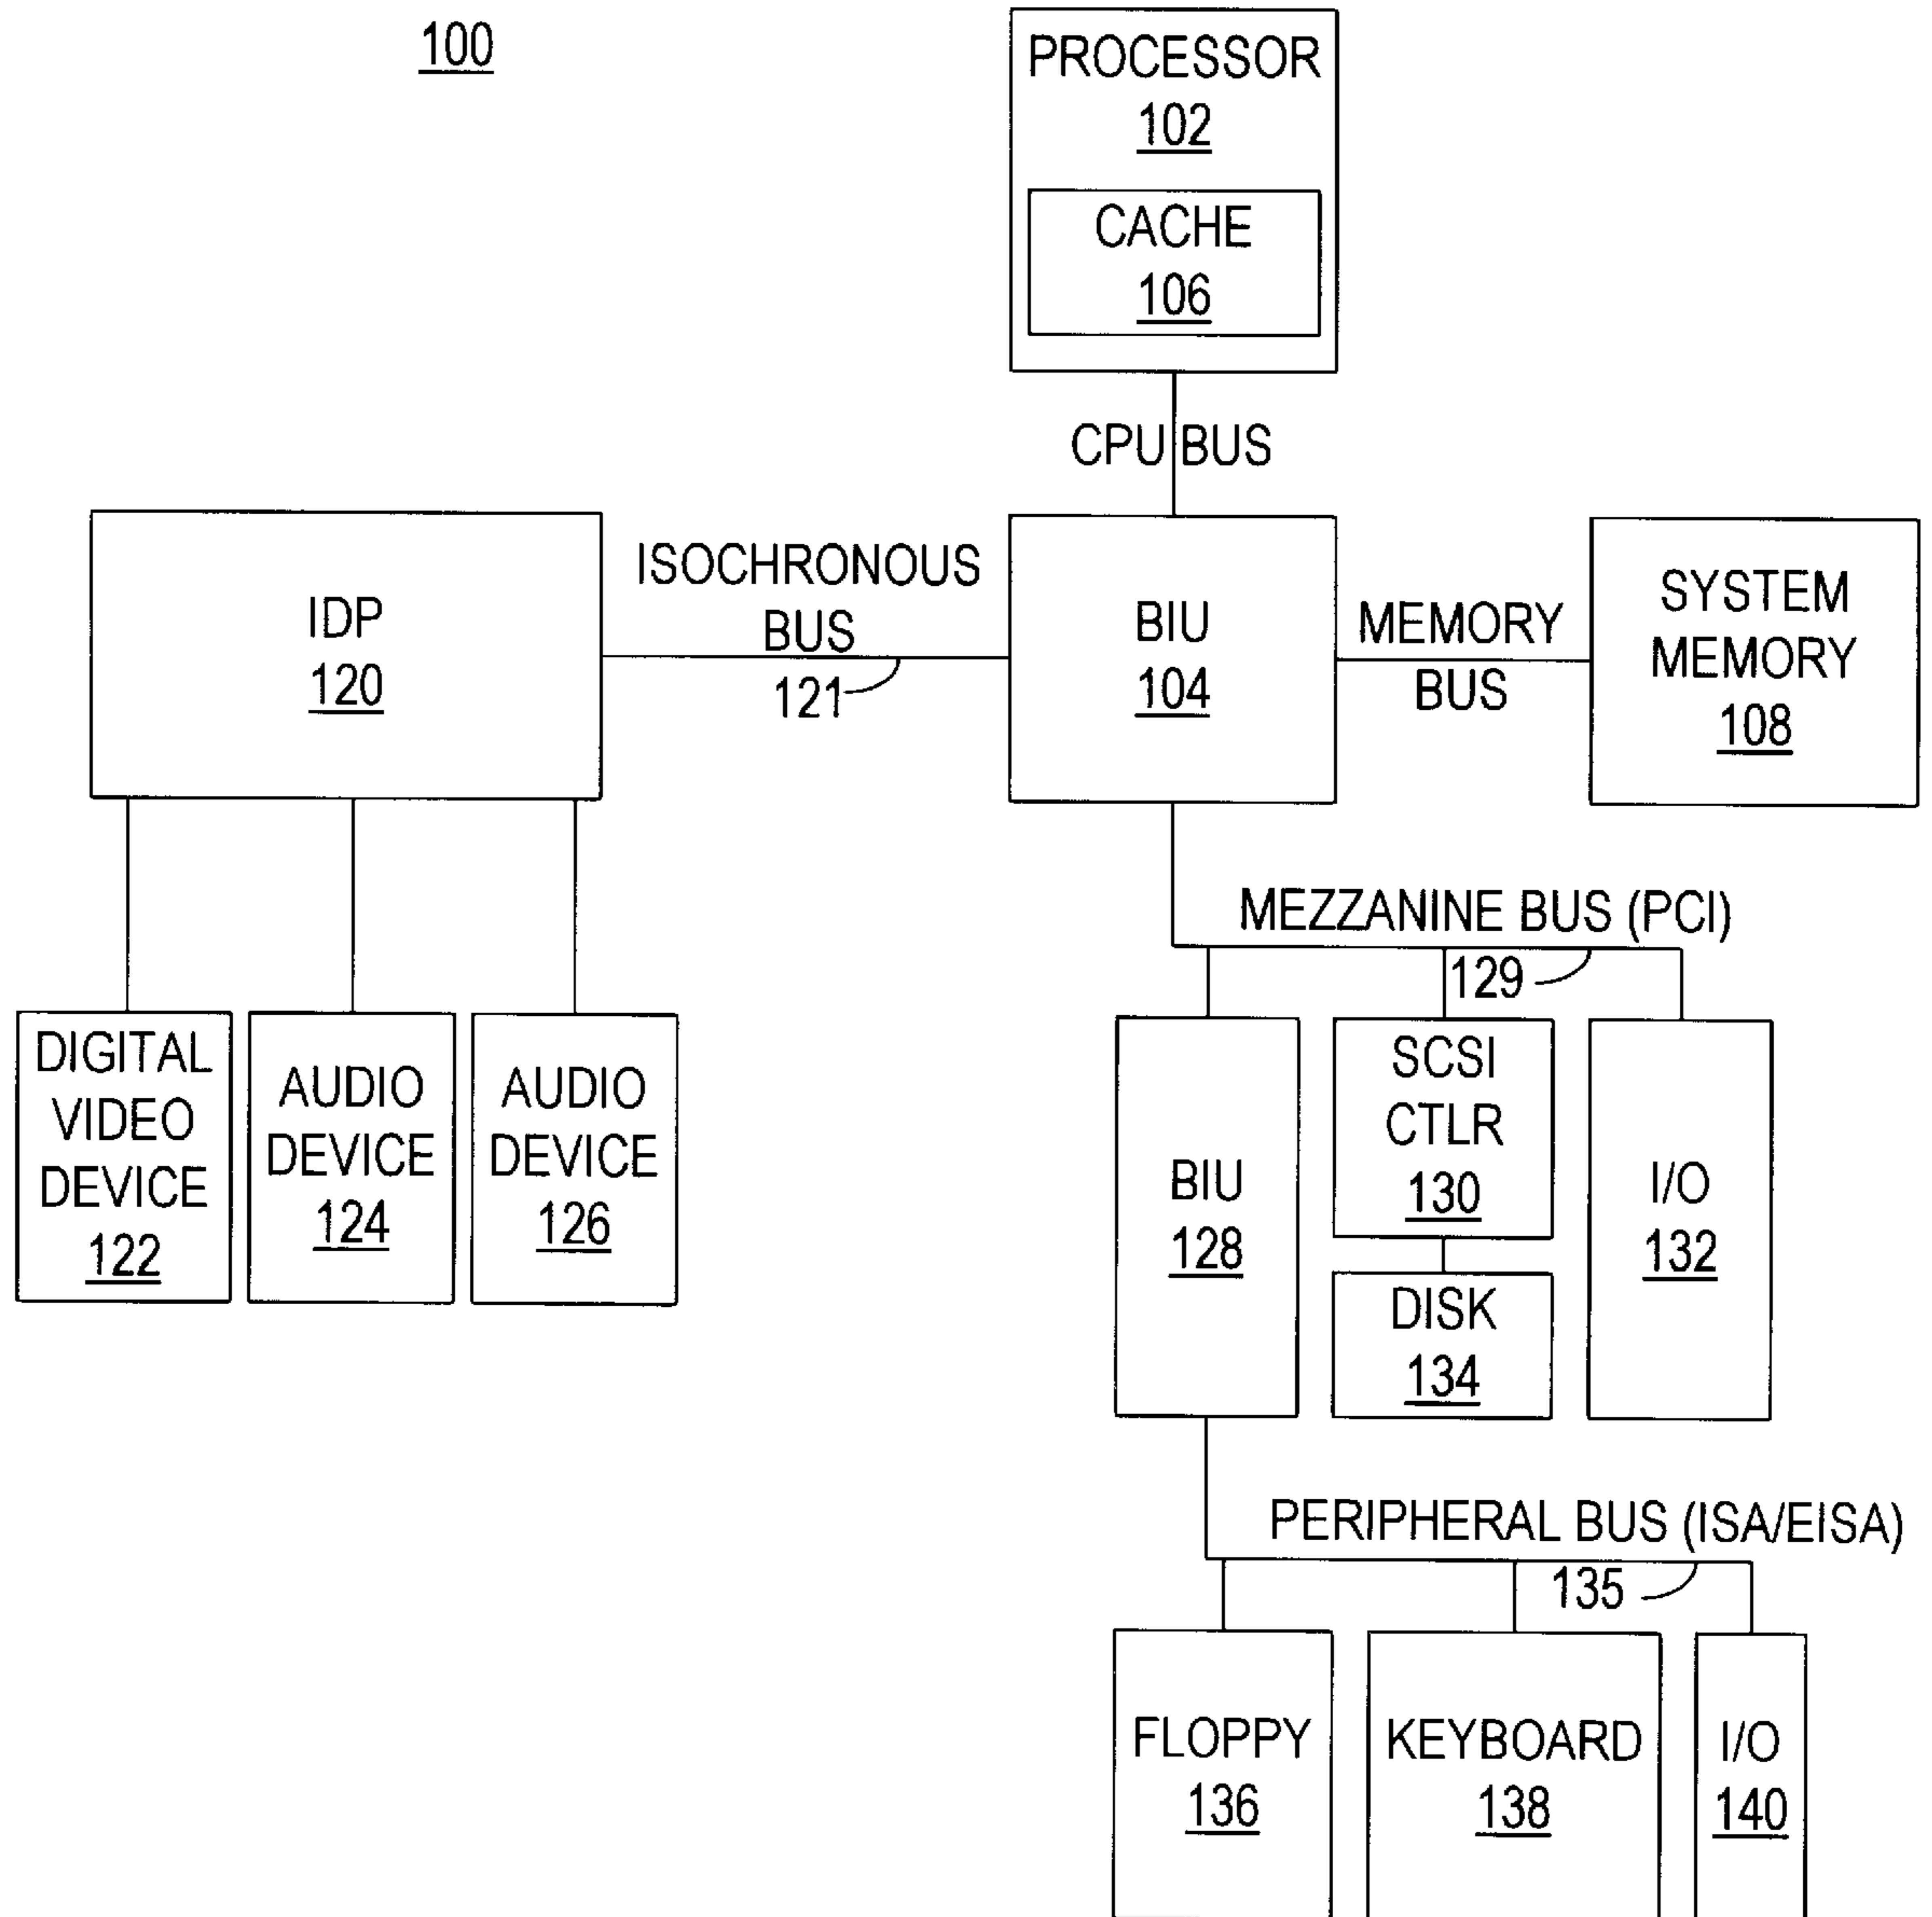 100
PROCESSOR
102
CACHE
106
CPU BUS
IDP
120
ISOCHRONOUS
BUS
121
BIU
104
MEMORY
BUS
SYSTEM
MEMORY
108
MEZZANINE BUS (PCI)
129
DIGITAL
VIDEO
DEVICE
122
AUDIO
DEVICE
124
AUDIO
DEVICE
126
BIU
128
SCSI
CTLR
130
DISK
134
I/O
132
PERIPHERAL BUS (ISA/EISA)
135
FLOPPY
136
KEYBOARD
138
I/O
140